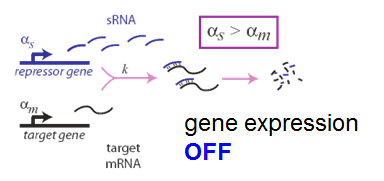 sRNA
αs
αs > αm
repressor gene
k
αm
target gene
target
mRNA
gene expression
OFF